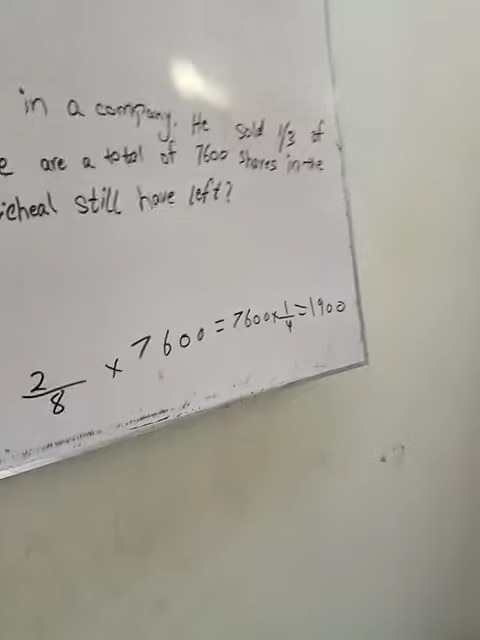 in a company. He sold 1/3 of
e are a total of 7600 shares in the
icheal still have left?
2/8 × 7600 = 7600 × 1/4 = 1900